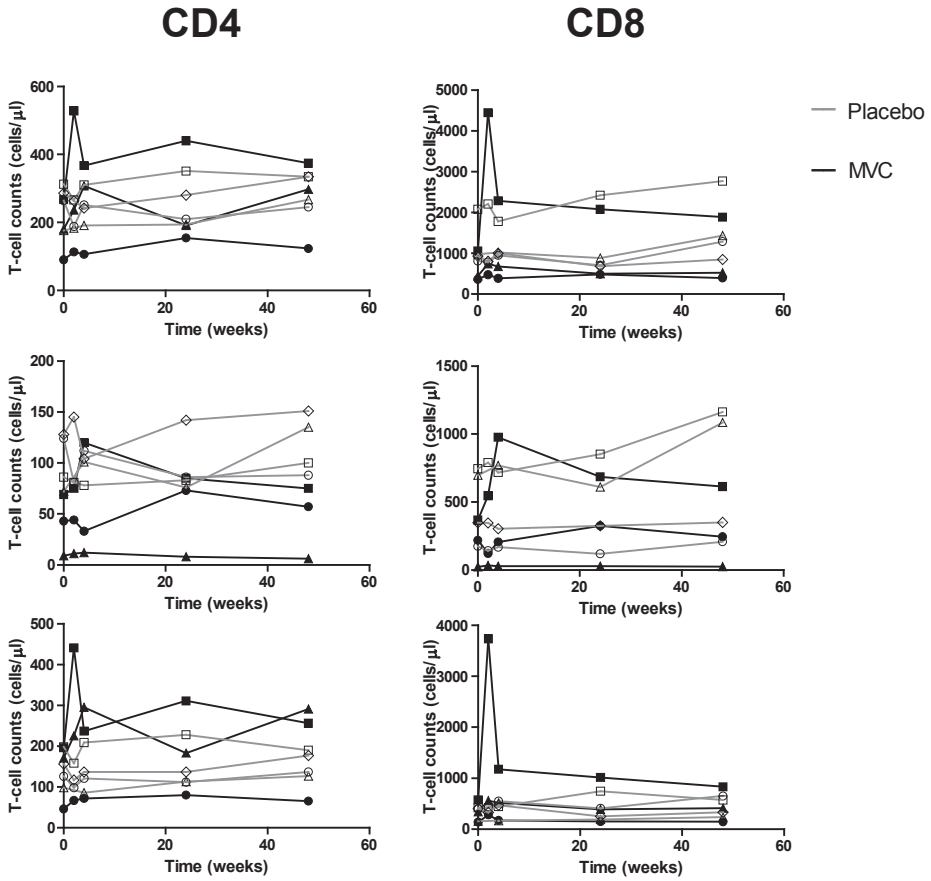 CD4
CD8
T-cell counts (cells/µl)
600
400
200
0
0 20 40 60
Time (weeks)
T-cell counts (cells/µl)
5000
4000
3000
2000
1000
0
0 20 40 60
Time (weeks)
Placebo
MVC
T-cell counts (cells/µl)
200
150
100
50
0
0 20 40 60
Time (weeks)
T-cell counts (cells/µl)
1500
1000
500
0
0 20 40 60
Time (weeks)
T-cell counts (cells/µl)
500
400
300
200
100
0
0 20 40 60
Time (weeks)
T-cell counts (cells/µl)
4000
3000
2000
1000
0
0 20 40 60
Time (weeks)